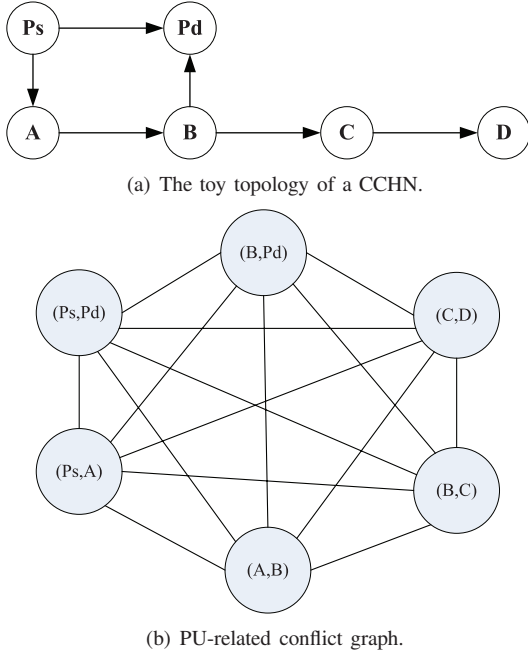 Ps
Pd
A
B
C
D
(a) The toy topology of a CCHN.
(B,Pd)
(Ps,Pd)
(C,D)
(Ps,A)
(B,C)
(A,B)
(b) PU-related conflict graph.